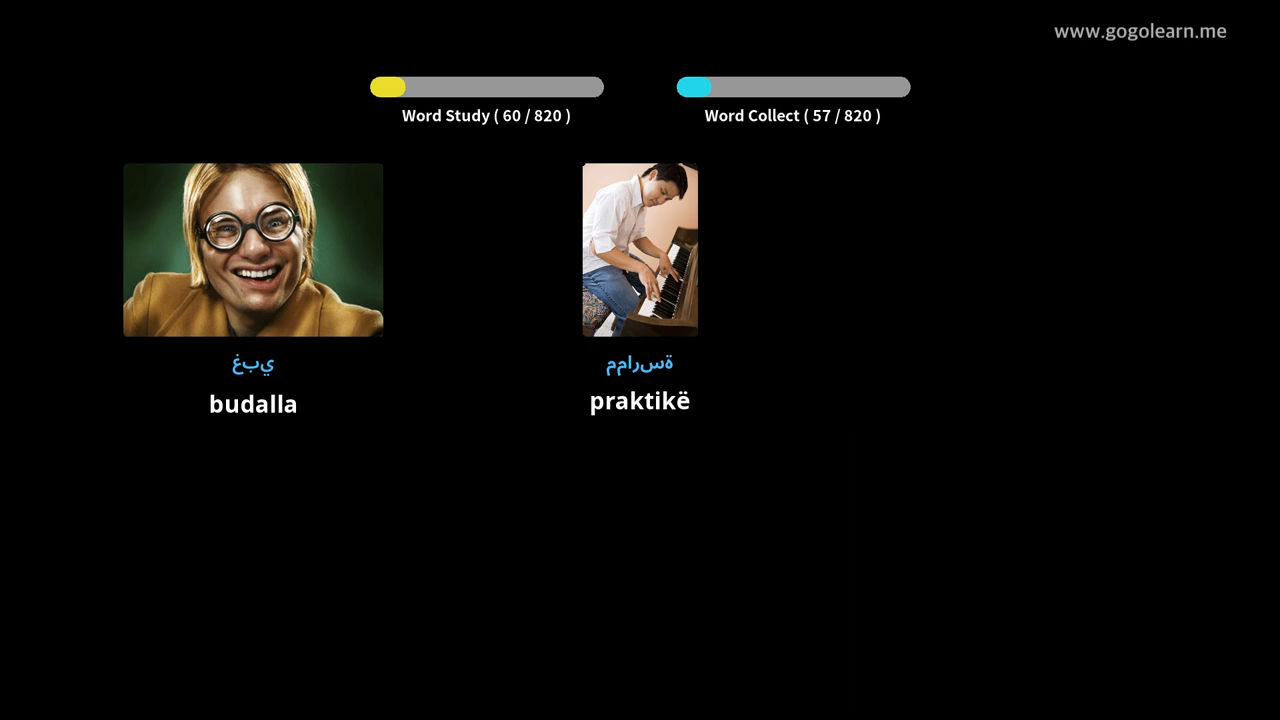 www.gogolearn.me
Word Study ( 60 / 820 )
Word Collect ( 57 / 820 )
غبي
ممارسة
budalla
praktikë